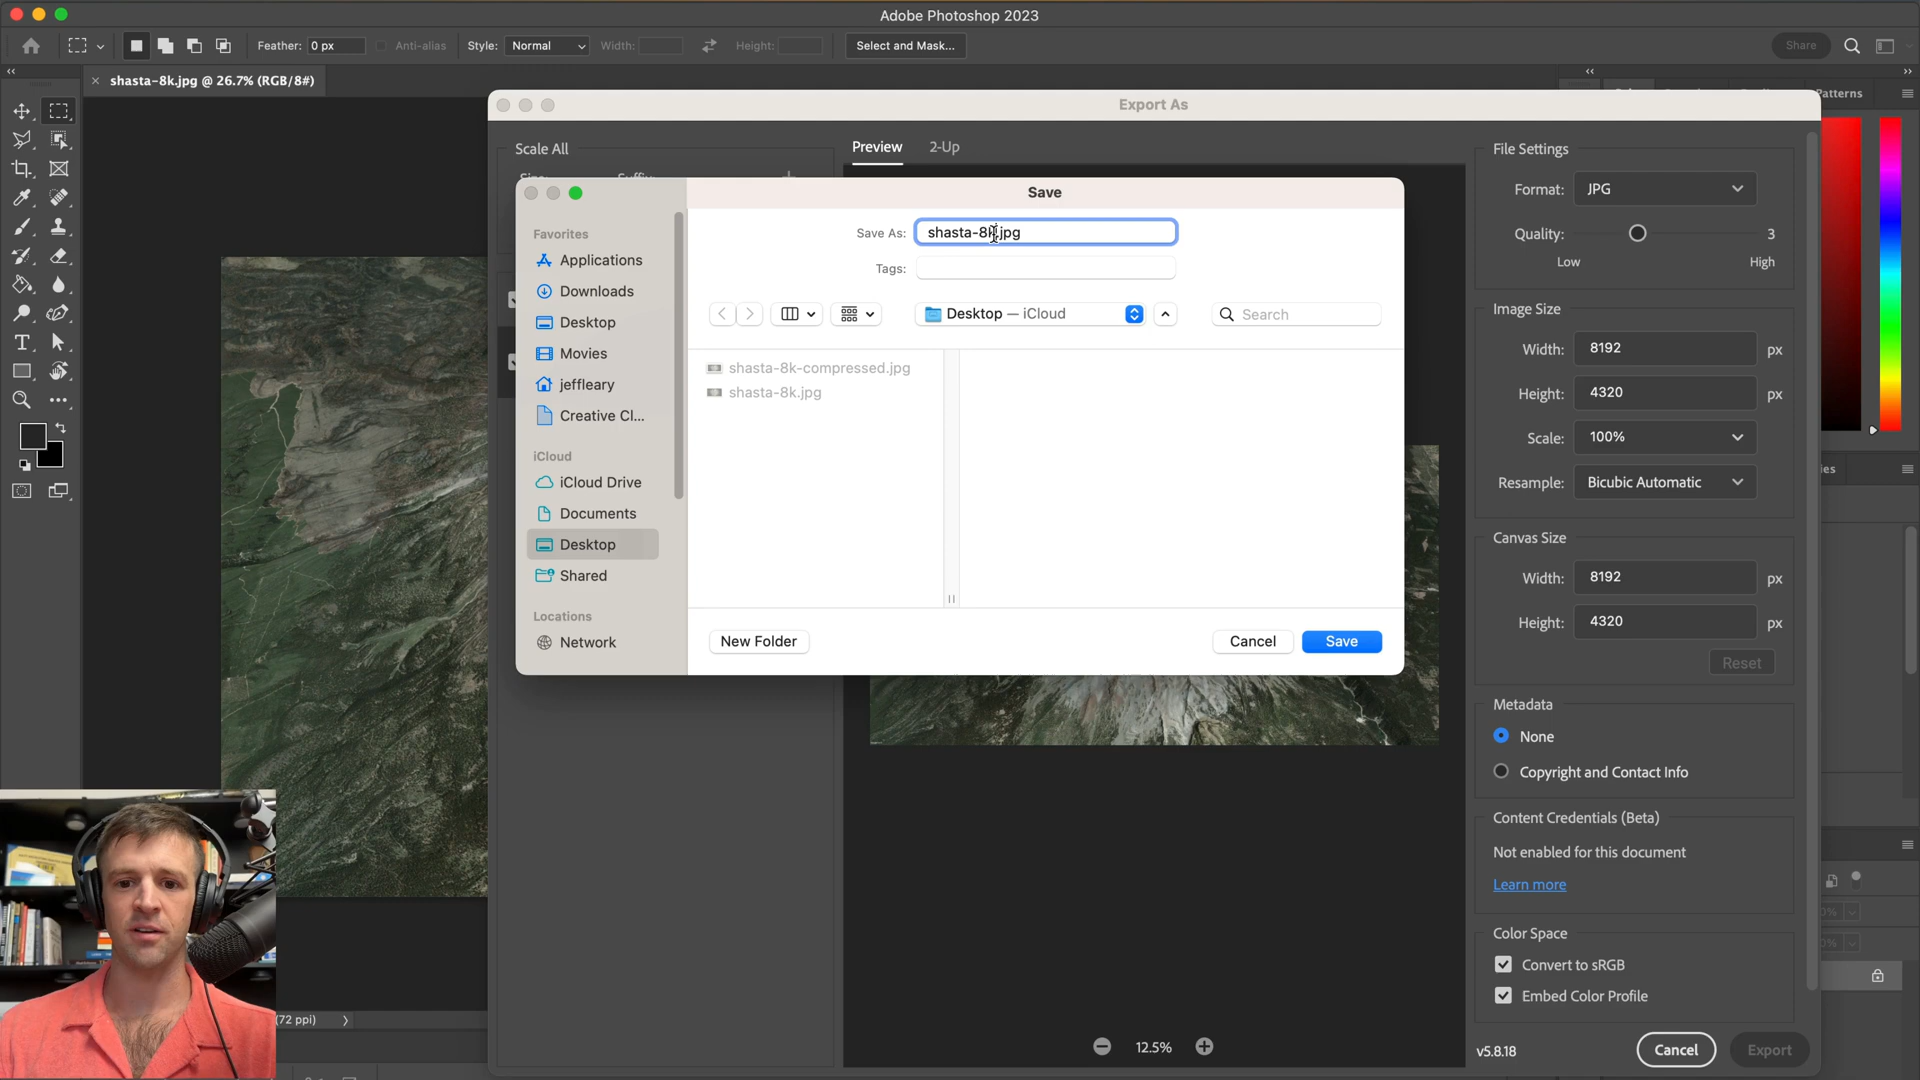 Adobe Photoshop 2023
Feather: 0 px Anti-alias Style: Normal Width: Height: Select and Mask... Share
shasta-8k.jpg @ 26.7% (RGB/8#)
Patterns
Export As
Scale All
Preview 2-Up
Save
Save As: shasta-8k.jpg
Tags:
Desktop — iCloud
Search
shasta-8k-compressed.jpg
shasta-8k.jpg
Favorites
Applications
Downloads
Desktop
Movies
jeffleary
Creative Cl...
iCloud
iCloud Drive
Documents
Desktop
Shared
Locations
Network
New Folder Cancel Save
File Settings
Format: JPG
Quality: 3
Low High
Image Size
Width: 8192 px
Height: 4320 px
Scale: 100%
Resample: Bicubic Automatic
Canvas Size
Width: 8192 px
Height: 4320 px
Reset
Metadata
None
Copyright and Contact Info
Content Credentials (Beta)
Not enabled for this document
Learn more
Color Space
Convert to sRGB
Embed Color Profile
(72 ppi)
12.5%
v5.8.18
Cancel Export